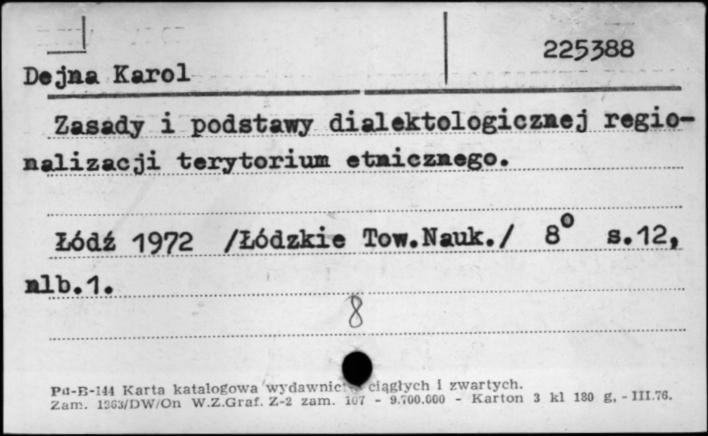 225388
Dejna Karol
Zasady i podstawy dialektologicznej regio-
nalizacji terytorium etnicznego.
Łódź 1972 /Łódzkie Tow.Nauk./ 8° s.12,
nlb.1.
8
Pu-B-144 Karta katalogowa wydawnict ciągłych i zwartych.
Zam. 1363/DW/On W.Z.Graf. Z-2 zam. 107 - 9.700.000 - Karton 3 kl 180 g. - III.76.